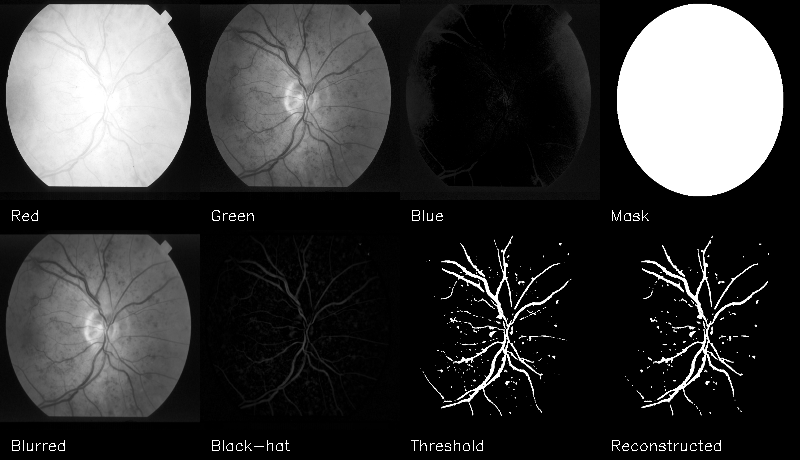 Red
Green
Blue
Mask
Blurred
Black-hat
Threshold
Reconstructed